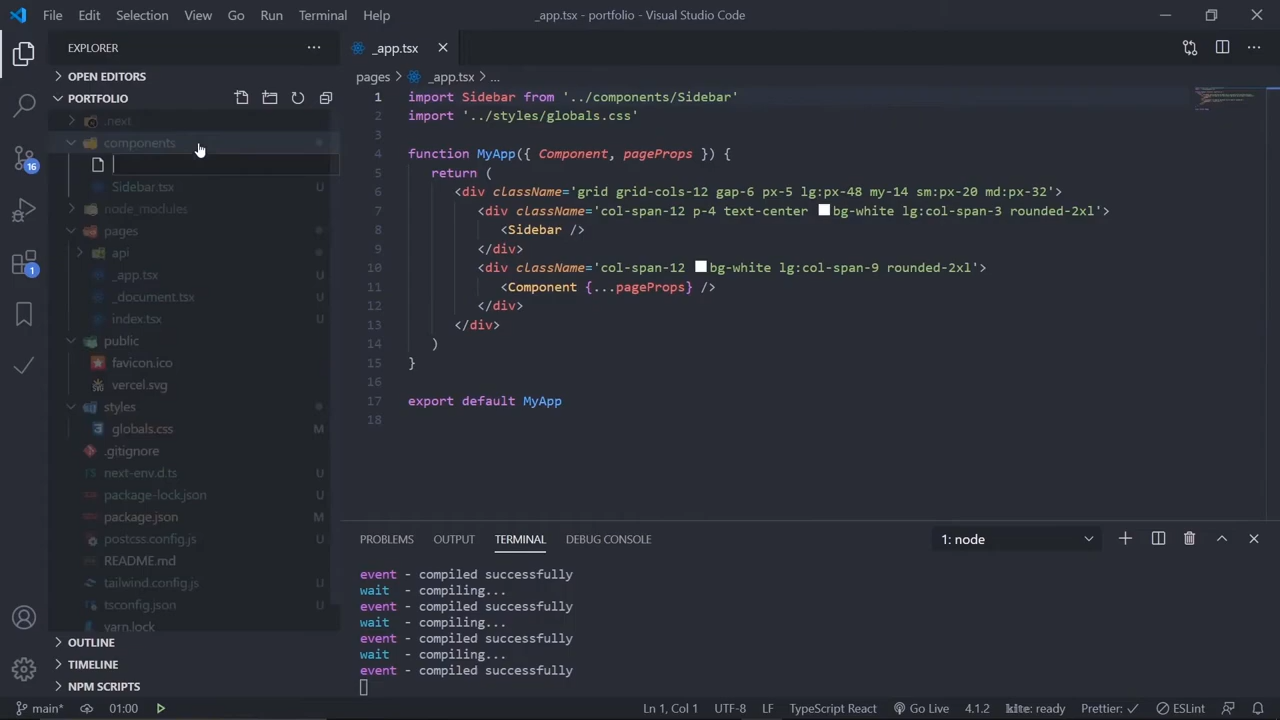 File Edit Selection View Go Run Terminal Help
_app.tsx - portfolio - Visual Studio Code
EXPLORER
OPEN EDITORS
PORTFOLIO
.next
components
Sidebar.tsx U
node_modules
pages
api
_app.tsx U
_document.tsx U
index.tsx U
public
favicon.ico
vercel.svg
styles
globals.css M
.gitignore
next-env.d.ts U
package-lock.json U
package.json M
postcss.config.js U
README.md
tailwind.config.js U
tsconfig.json U
yarn.lock
OUTLINE
TIMELINE
NPM SCRIPTS
16
1
_app.tsx
pages > _app.tsx > ...
1 import Sidebar from '../components/Sidebar'
2 import '../styles/globals.css'
3
4 function MyApp({ Component, pageProps }) {
5 return (
6 <div className='grid grid-cols-12 gap-6 px-5 lg:px-48 my-14 sm:px-20 md:px-32'>
7 <div className='col-span-12 p-4 text-center bg-white lg:col-span-3 rounded-2xl'>
8 <Sidebar />
9 </div>
10 <div className='col-span-12 bg-white lg:col-span-9 rounded-2xl'>
11 <Component {...pageProps} />
12 </div>
13 </div>
14 )
15 }
16
17 export default MyApp
18
PROBLEMS OUTPUT TERMINAL DEBUG CONSOLE
1: node
event - compiled successfully
wait - compiling...
event - compiled successfully
wait - compiling...
event - compiled successfully
wait - compiling...
event - compiled successfully
main* 01:00
Ln 1, Col 1 UTF-8 LF TypeScript React Go Live 4.1.2 kite: ready Prettier: ✓ ESLint